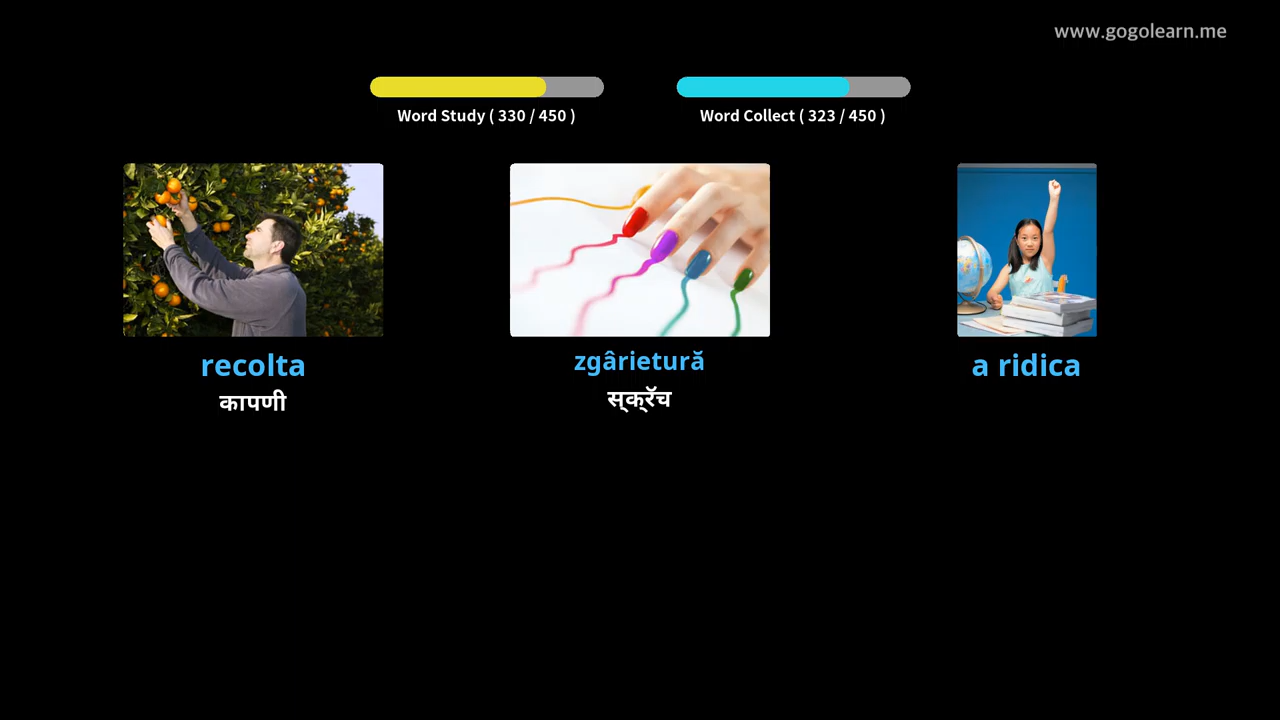 www.gogolearn.me
Word Study ( 330 / 450 )
Word Collect ( 323 / 450 )
recolta
zgârietură
a ridica
कापणी
स्क्रॅच